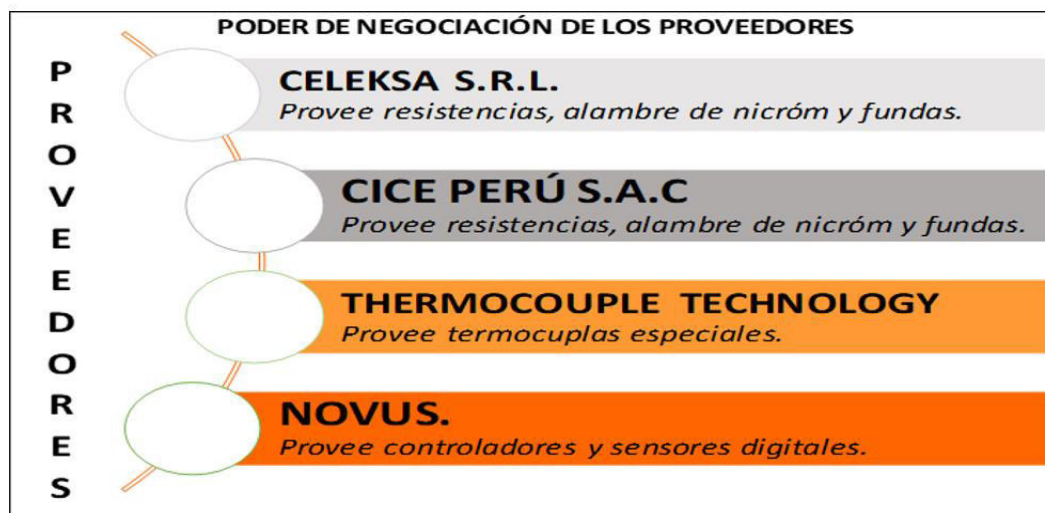 PODER DE NEGOCIACIÓN DE LOS PROVEEDORES
PROVEEDORES
CELEKSA S.R.L.
Provee resistencias, alambre de nicróm y fundas.
CICE PERÚ S.A.C
Provee resistencias, alambre de nicróm y fundas.
THERMOCOUPLE TECHNOLOGY
Provee termocuplas especiales.
NOVUS.
Provee controladores y sensores digitales.